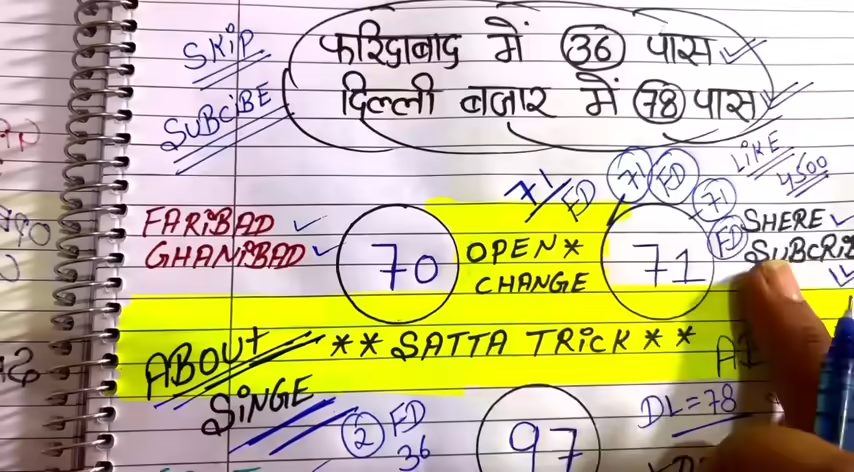 SKIP
फरिदाबाद में 36 पास
SUBCIBE
दिल्ली बजार में 78 पास
LIKE
4500
71/FD
71 FD
71
FD
FARIBAD
GHANIBAD
70
OPEN*
CHANGE
71
SHERE
SUBCRIB
ABOUT
** SATTA TRICK **
SINGE
2 FD
36
97
DL=78